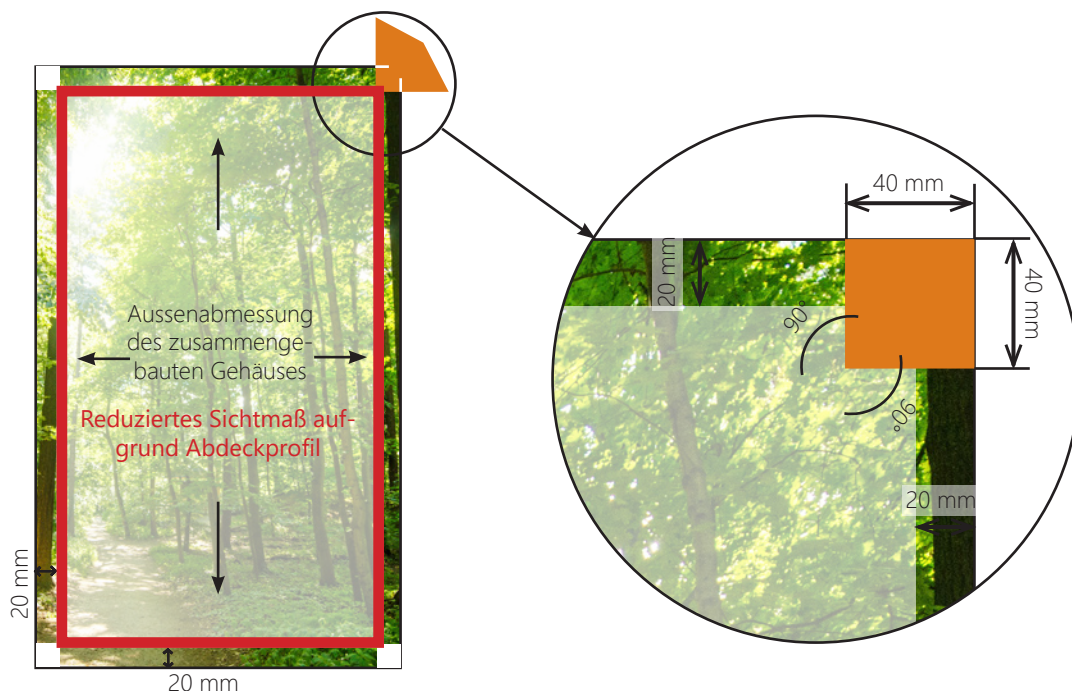 40 mm
20 mm
40 mm
90°
90°
20 mm
Aussenabmessung
des zusammenge-
bauten Gehäuses
Reduziertes Sichtmaß auf-
grund Abdeckprofil
20 mm
20 mm